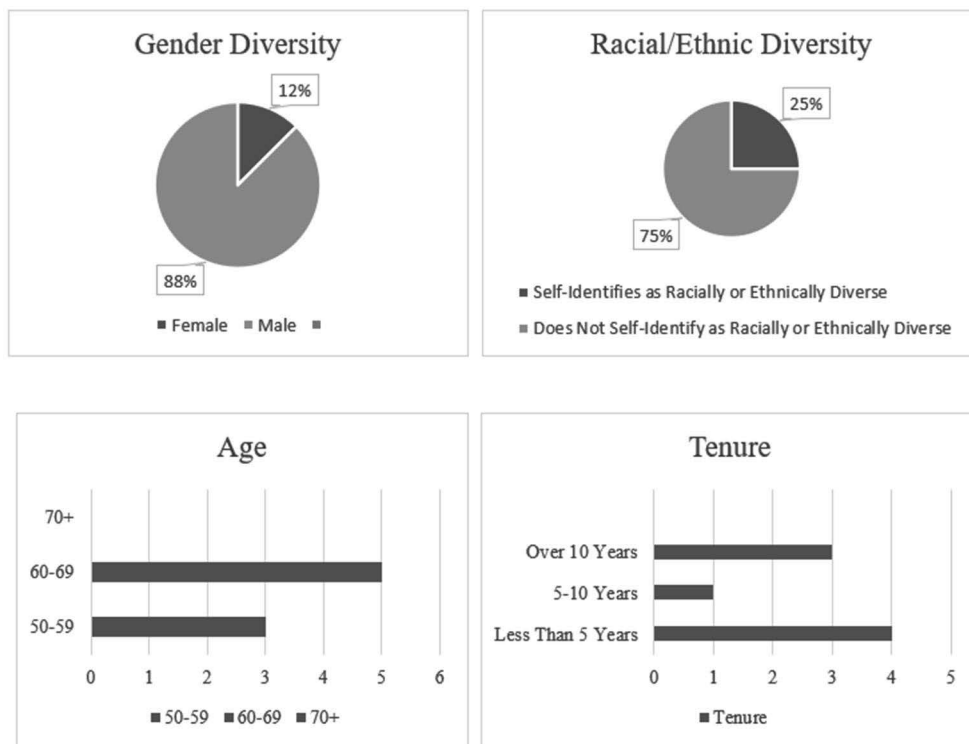 Gender Diversity
12%
88%
Female Male
Racial/Ethnic Diversity
25%
75%
Self-Identifies as Racially or Ethnically Diverse
Does Not Self-Identify as Racially or Ethnically Diverse
Age
70+
60-69
50-59
0 1 2 3 4 5 6
50-59 60-69 70+
Tenure
Over 10 Years
5-10 Years
Less Than 5 Years
0 1 2 3 4 5
Tenure